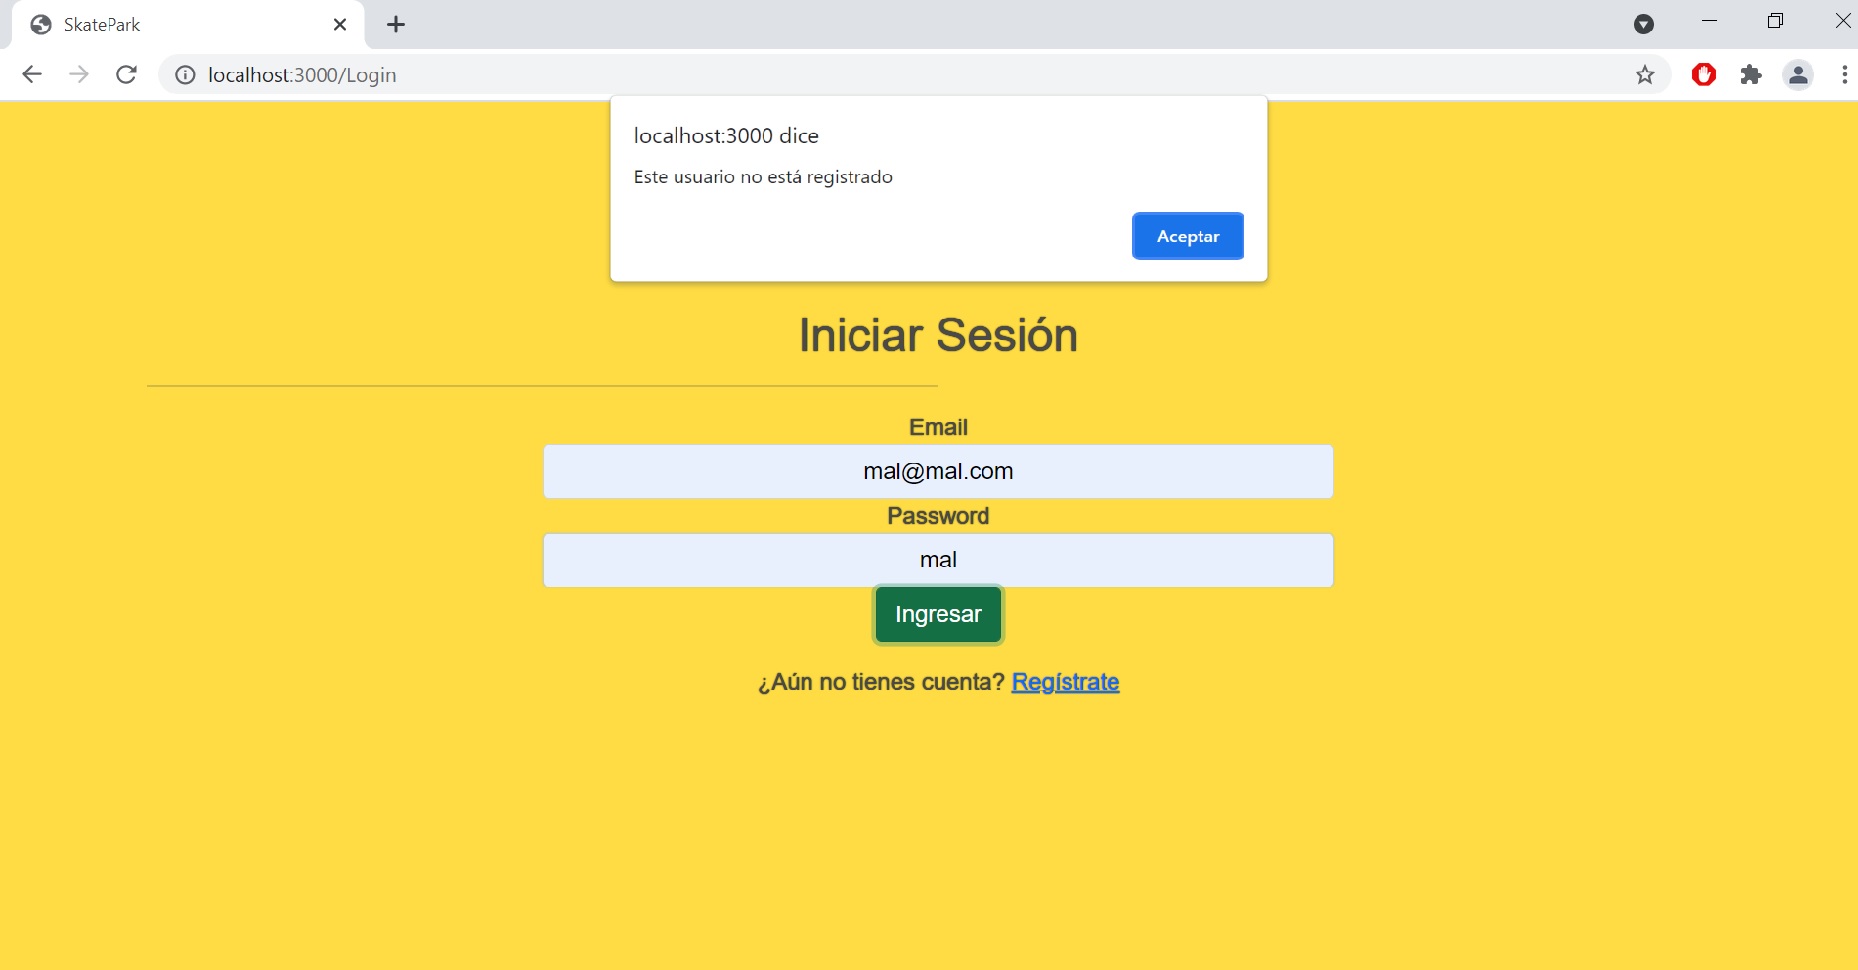 SkatePark
localhost:3000/Login
localhost:3000 dice
Este usuario no está registrado
Aceptar
Iniciar Sesión
Email
mal@mal.com
Password
mal
Ingresar
¿Aún no tienes cuenta? Regístrate